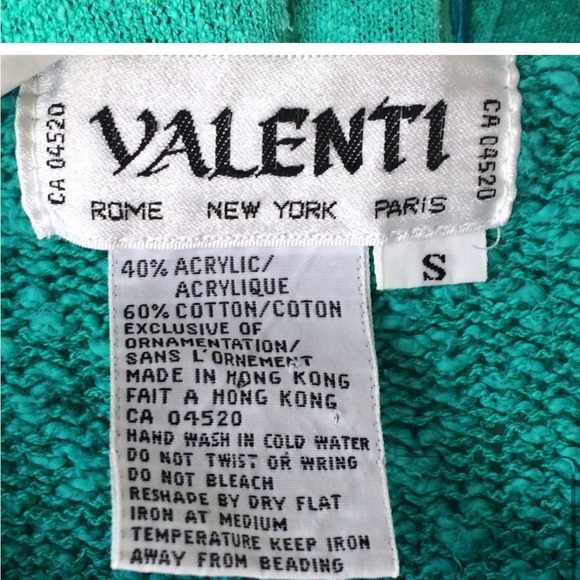 CA 04520
VALENTI
CA 04520
ROME NEW YORK PARIS
S
40% ACRYLIC/
ACRYLIQUE
60% COTTON/COTON
EXCLUSIVE OF
ORNAMENTATION/
SANS L'ORNEMENT
MADE IN HONG KONG
FAIT A HONG KONG
CA 04520
HAND WASH IN COLD WATER
DO NOT TWIST OR WRING
DO NOT BLEACH
RESHAPE BY DRY FLAT
IRON AT MEDIUM
TEMPERATURE KEEP IRON
AWAY FROM BEADING